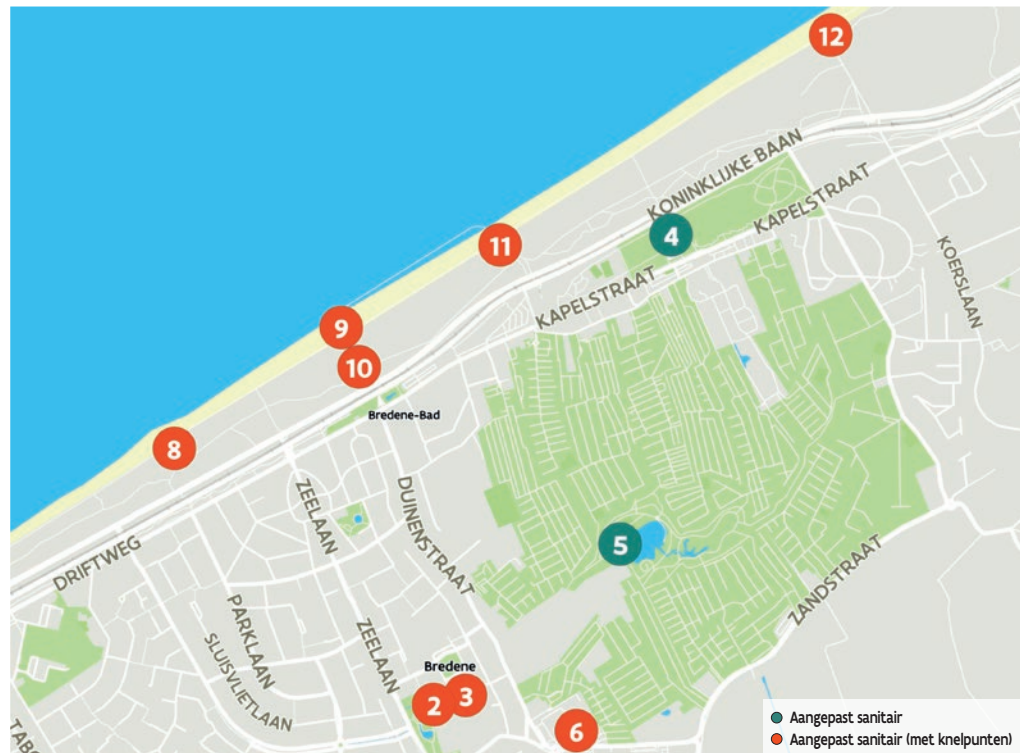 12
KONINKLIJKE BAAN
KAPELSTRAAT
4
11
KOERSLAAN
KAPELSTRAAT
9
10
Bredene-Bad
8
ZEELAAN
DUINENSTRAAT
5
DRIFTWEG
ZANDSTRAAT
PARKLAAN
ZEELAAN
SLUISVLIETLAAN
Bredene
2
3
6
Aangepast sanitair
Aangepast sanitair (met knelpunten)